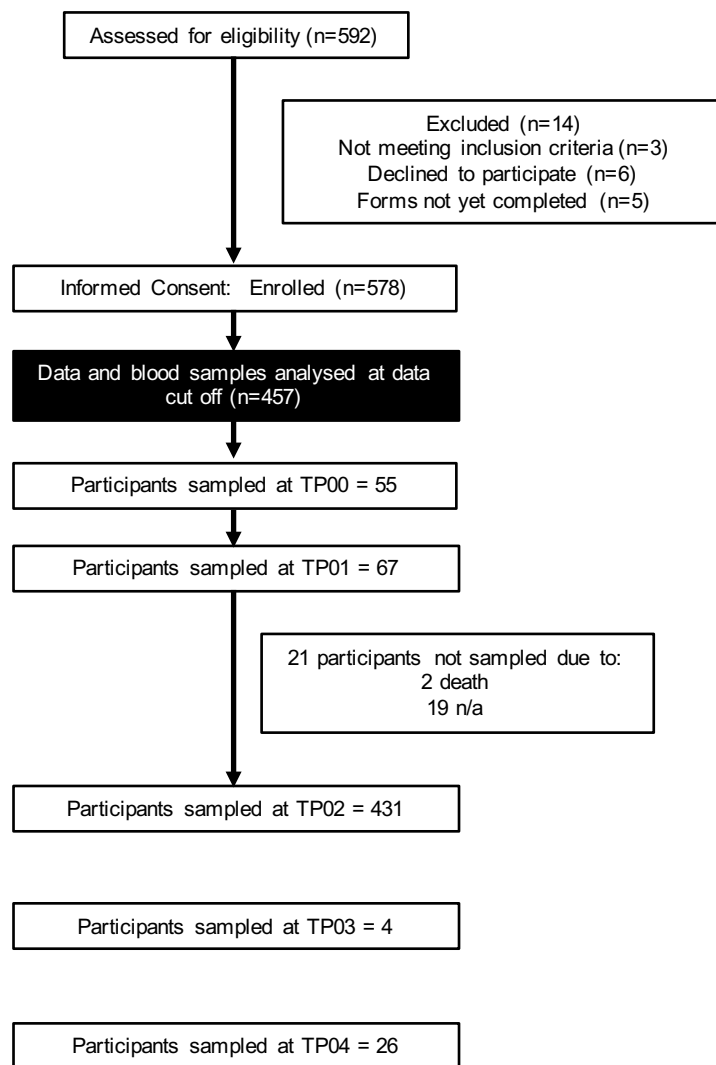 Assessed for eligibility (n=592)
Excluded (n=14)
Not meeting inclusion criteria (n=3)
Declined to participate (n=6)
Forms not yet completed (n=5)
Informed Consent: Enrolled (n=578)
Data and blood samples analysed at data
cut off (n=457)
Participants sampled at TP00 = 55
Participants sampled at TP01 = 67
21 participants not sampled due to:
2 death
19 n/a
Participants sampled at TP02 = 431
Participants sampled at TP03 = 4
Participants sampled at TP04 = 26